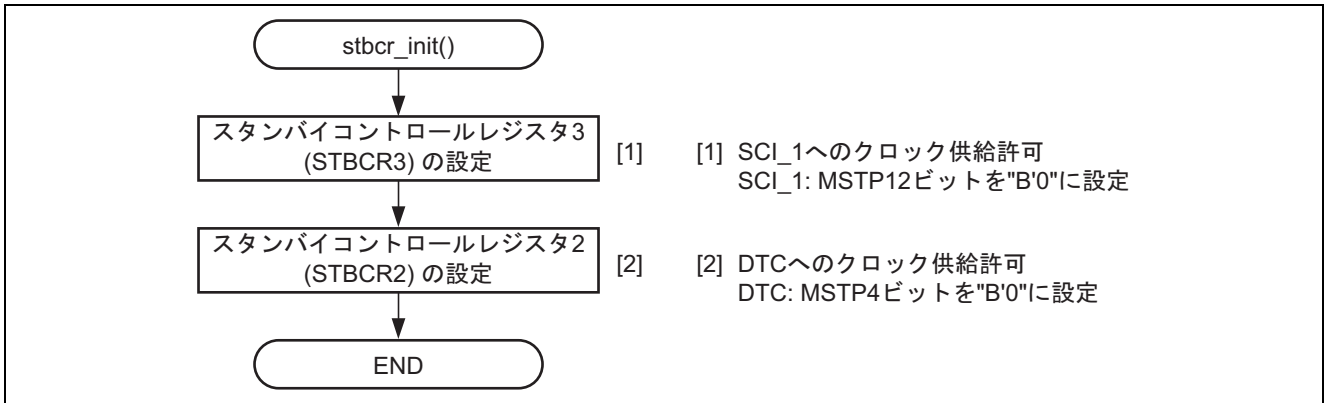 stbcr_init()
スタンバイコントロールレジスタ3
(STBCR3) の設定
[1]
[1] SCI_1へのクロック供給許可
SCI_1: MSTP12ビットを"B'0"に設定
スタンバイコントロールレジスタ2
(STBCR2) の設定
[2]
[2] DTCへのクロック供給許可
DTC: MSTP4ビットを"B'0"に設定
END